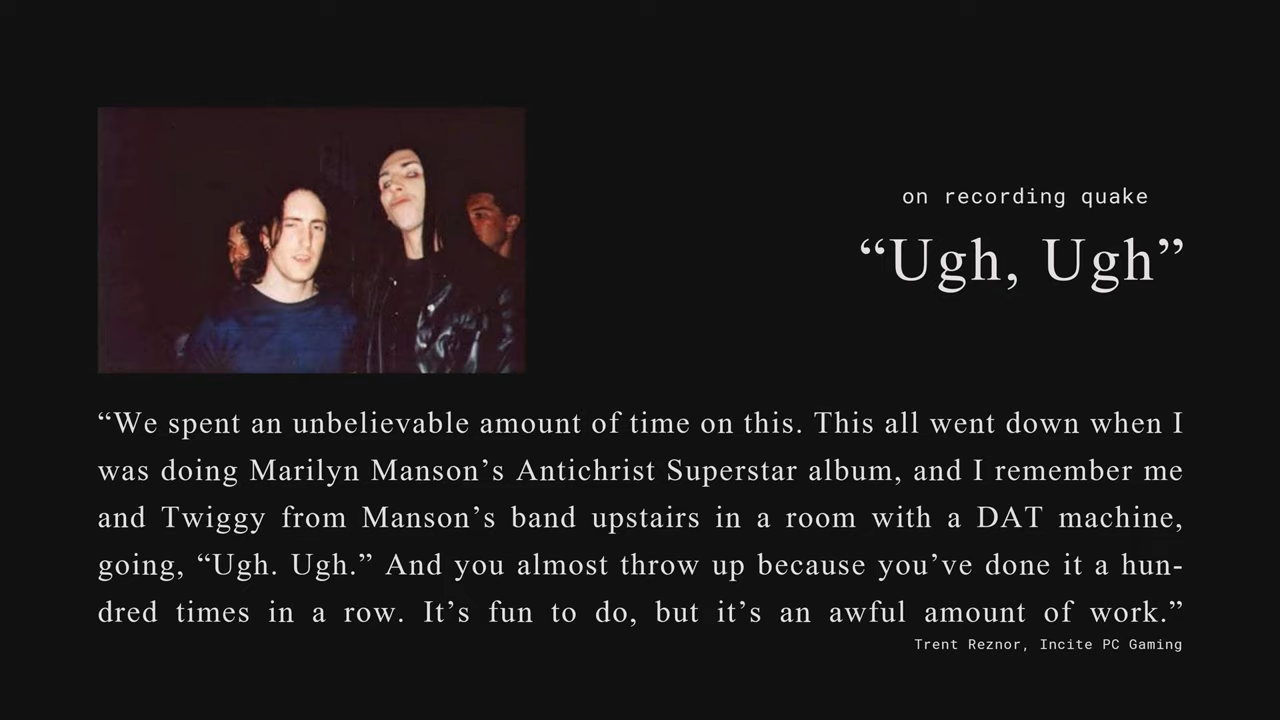 on recording quake
“Ugh, Ugh”
“We spent an unbelievable amount of time on this. This all went down when I
was doing Marilyn Manson’s Antichrist Superstar album, and I remember me
and Twiggy from Manson’s band upstairs in a room with a DAT machine,
going, “Ugh. Ugh.” And you almost throw up because you’ve done it a hun-
dred times in a row. It’s fun to do, but it’s an awful amount of work.”
Trent Reznor, Incite PC Gaming